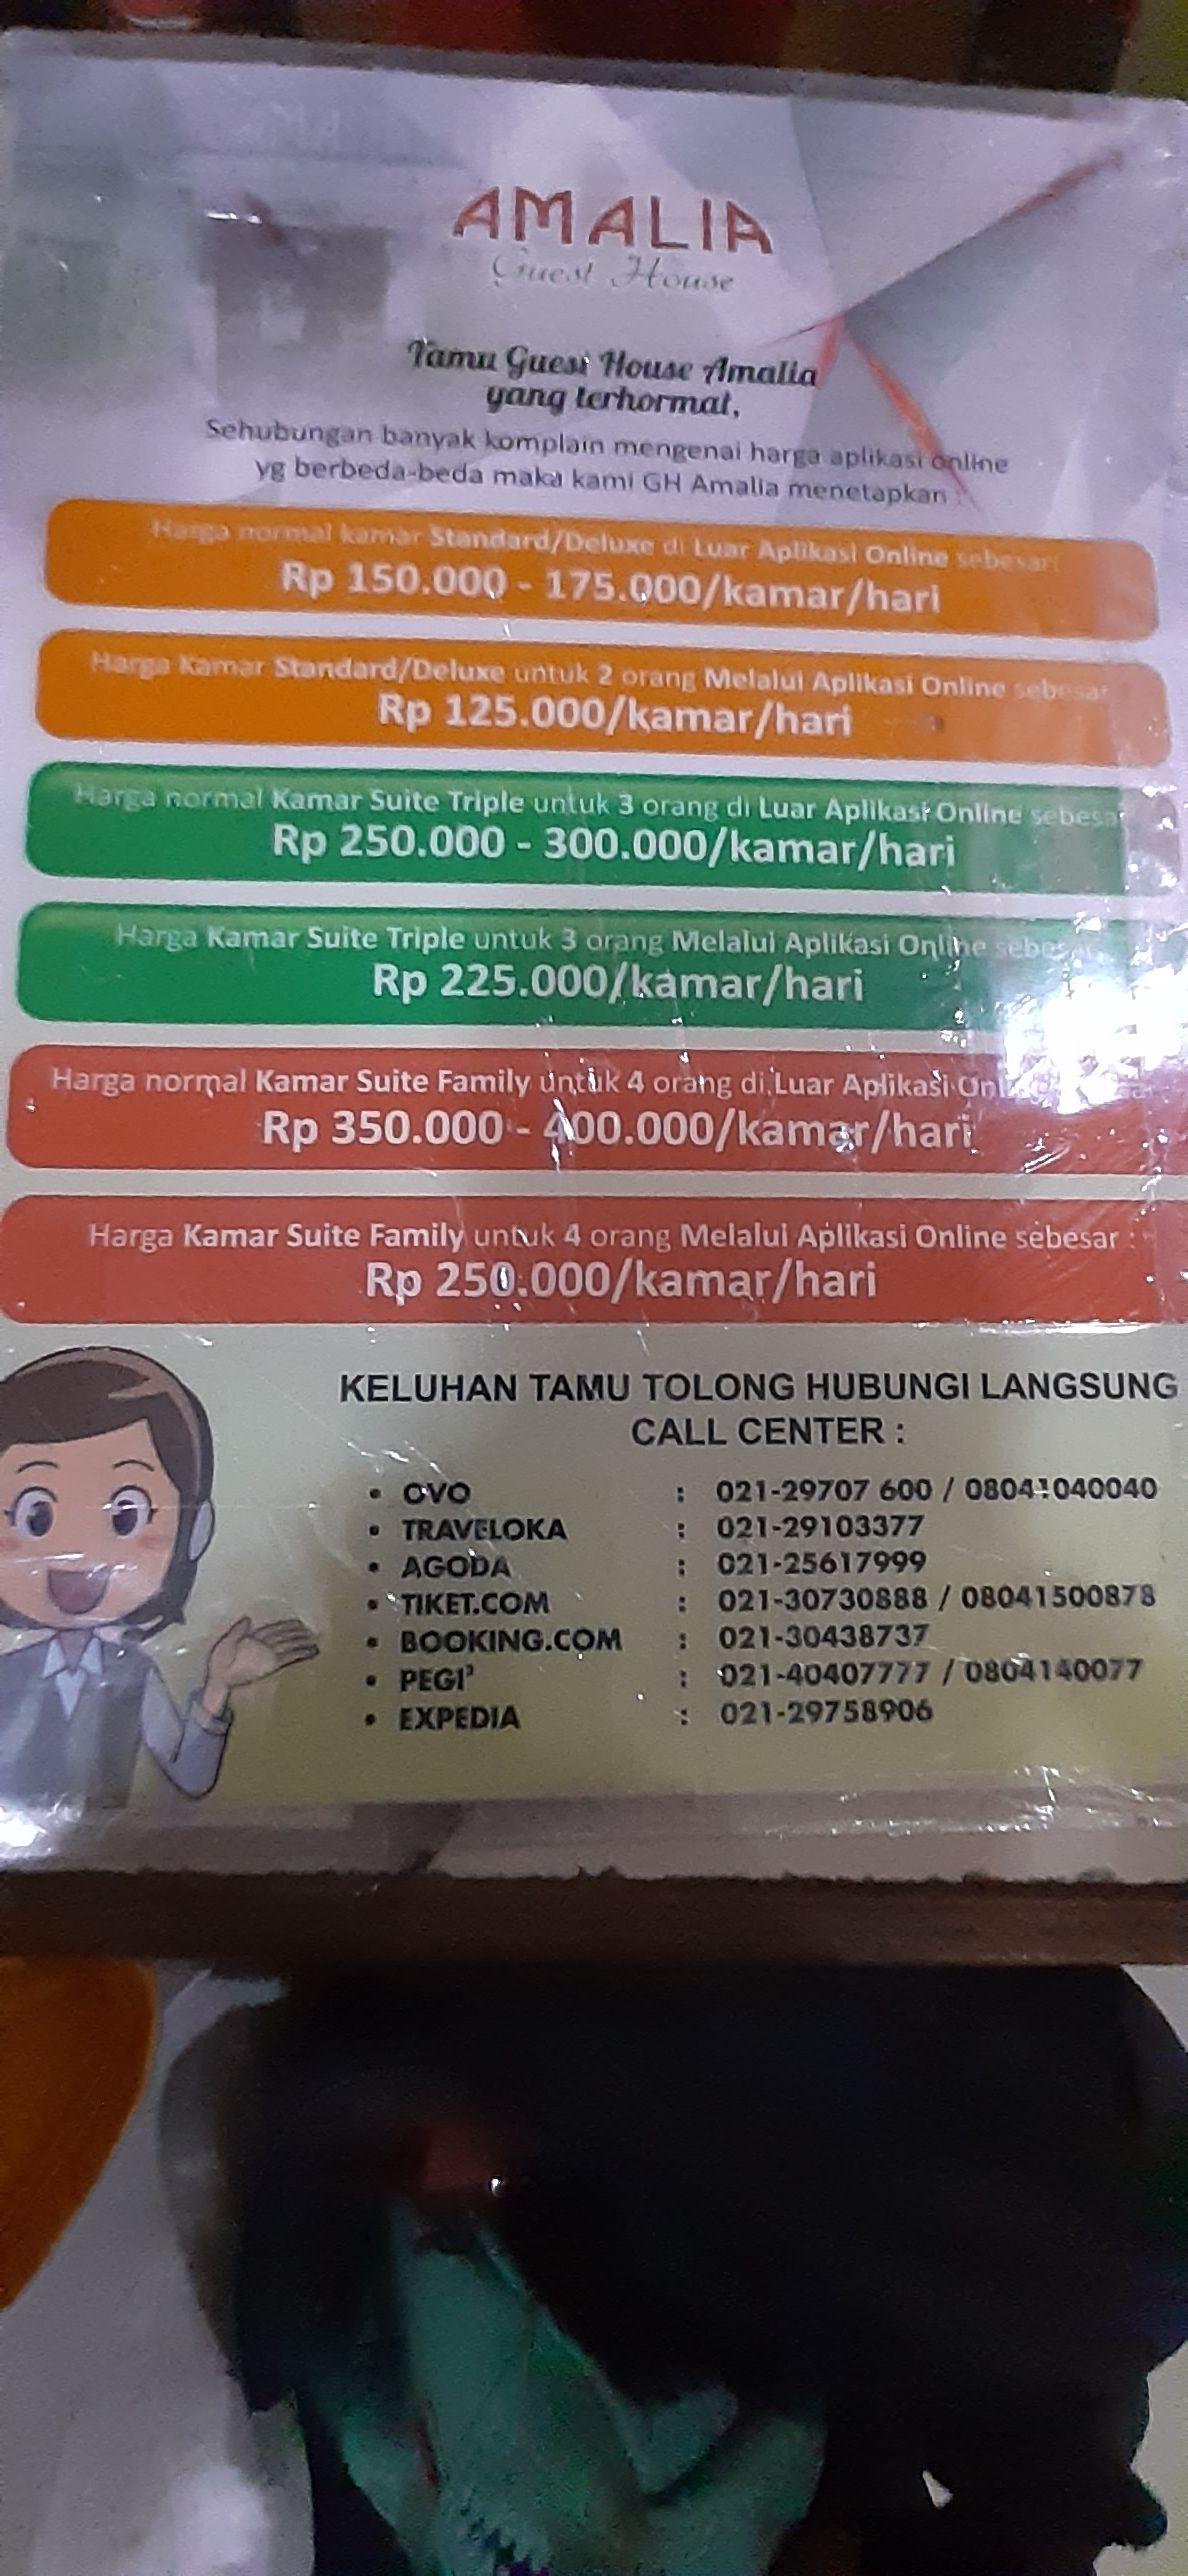 AMALIA
Guest House
Tamu Guest House Amalia
yang terhormat,
Sehubungan banyak komplain mengenai harga aplikasi online
yg berbeda-beda maka kami GH Amalia menetapkan :
Harga normal kamar Standard/Deluxe di Luar Aplikasi Online sebesar:
Rp 150.000 - 175.000/kamar/hari
Harga Kamar Standard/Deluxe untuk 2 orang Melalui Aplikasi Online sebesar
Rp 125.000/kamar/hari
Harga normal Kamar Suite Triple untuk 3 orang di Luar Aplikasi Online sebesar
Rp 250.000 - 300.000/kamar/hari
Harga Kamar Suite Triple untuk 3 orang Melalui Aplikasi Online sebesar
Rp 225.000/kamar/hari
Harga normal Kamar Suite Family untuk 4 orang di Luar Aplikasi
Rp 350.000 - 400.000/kamar/hari
Harga Kamar Suite Family untuk 4 orang Melalui Aplikasi Online sebesar :
Rp 250.000/kamar/hari
KELUHAN TAMU TOLONG HUBUNGI LANGSUNG
CALL CENTER :
• OVO : 021-29707 600 / 08041040040
• TRAVELOKA : 021-29103377
• AGODA : 021-25617999
• TIKET.COM : 021-30730888 / 08041500878
• BOOKING.COM : 021-30438737
• PEGI² : 021-40407777 / 0804140077
• EXPEDIA : 021-29758906